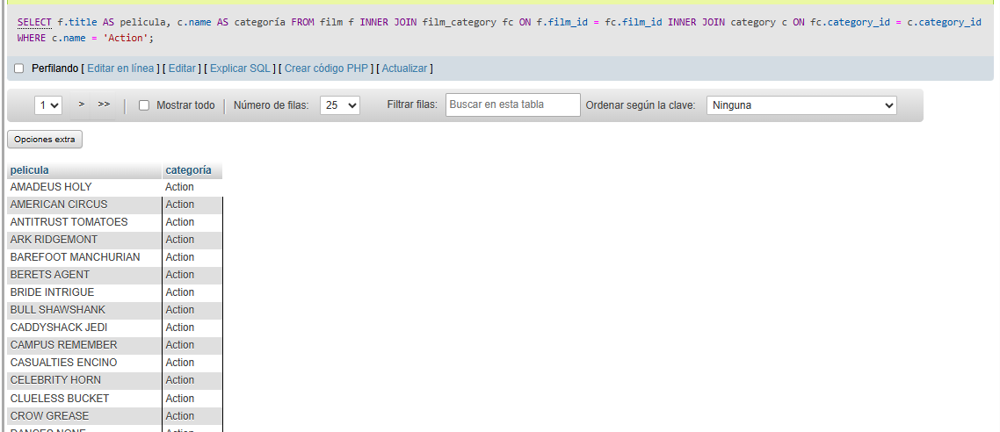 SELECT f.title AS pelicula, c.name AS categoría FROM film f INNER JOIN film_category fc ON f.film_id = fc.film_id INNER JOIN category c ON fc.category_id = c.category_id
WHERE c.name = 'Action';
Perfilando [ Editar en línea ] [ Editar ] [ Explicar SQL ] [ Crear código PHP ] [ Actualizar ]
1 > >> | Mostrar todo | Número de filas: 25 Filtrar filas: Buscar en esta tabla Ordenar según la clave: Ninguna
Opciones extra
pelicula categoría
AMADEUS HOLY Action
AMERICAN CIRCUS Action
ANTITRUST TOMATOES Action
ARK RIDGEMONT Action
BAREFOOT MANCHURIAN Action
BERETS AGENT Action
BRIDE INTRIGUE Action
BULL SHAWSHANK Action
CADDYSHACK JEDI Action
CAMPUS REMEMBER Action
CASUALTIES ENCINO Action
CELEBRITY HORN Action
CLUELESS BUCKET Action
CROW GREASE Action
DANCES NONE Action